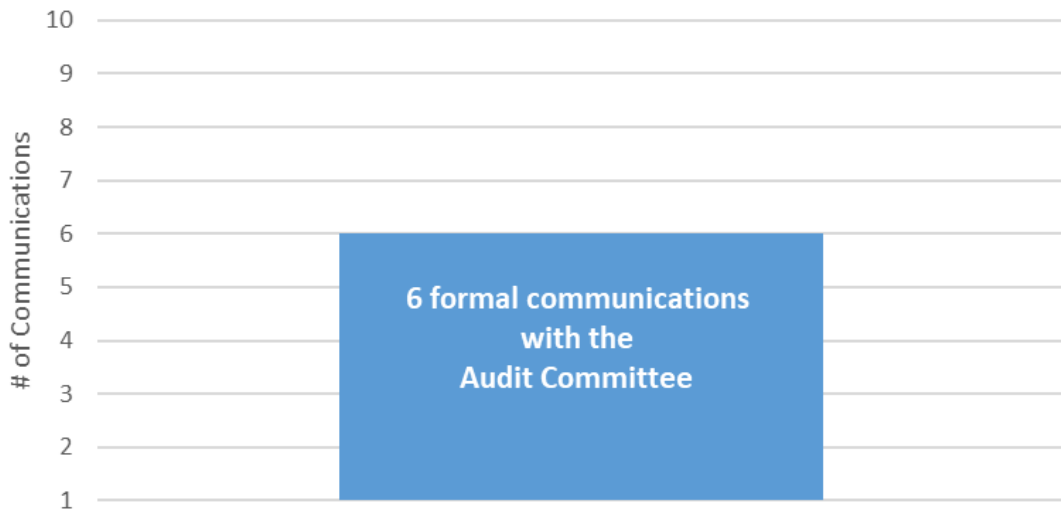 10
9
8
7
6
5
4
3
2
1
# of Communications
6 formal communications
with the
Audit Committee